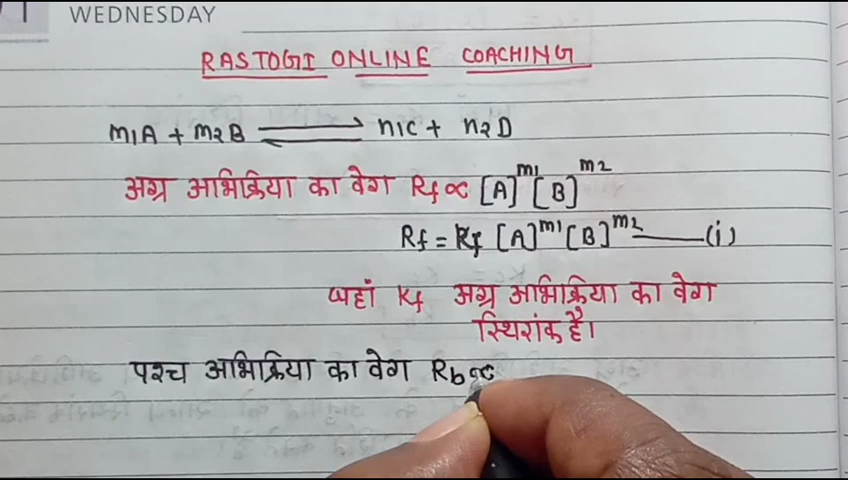 WEDNESDAY
RASTOGI ONLINE COACHING
m1A + m2B ⇌ n1C + n2D
अग्र अभिक्रिया का वेग Rf ∝ [A]^m1 [B]^m2
Rf = Kf [A]^m1 [B]^m2 ——(i)
जहां Kf अग्र अभिक्रिया का वेग
स्थिरांक है।
पश्च अभिक्रिया का वेग Rb ∝